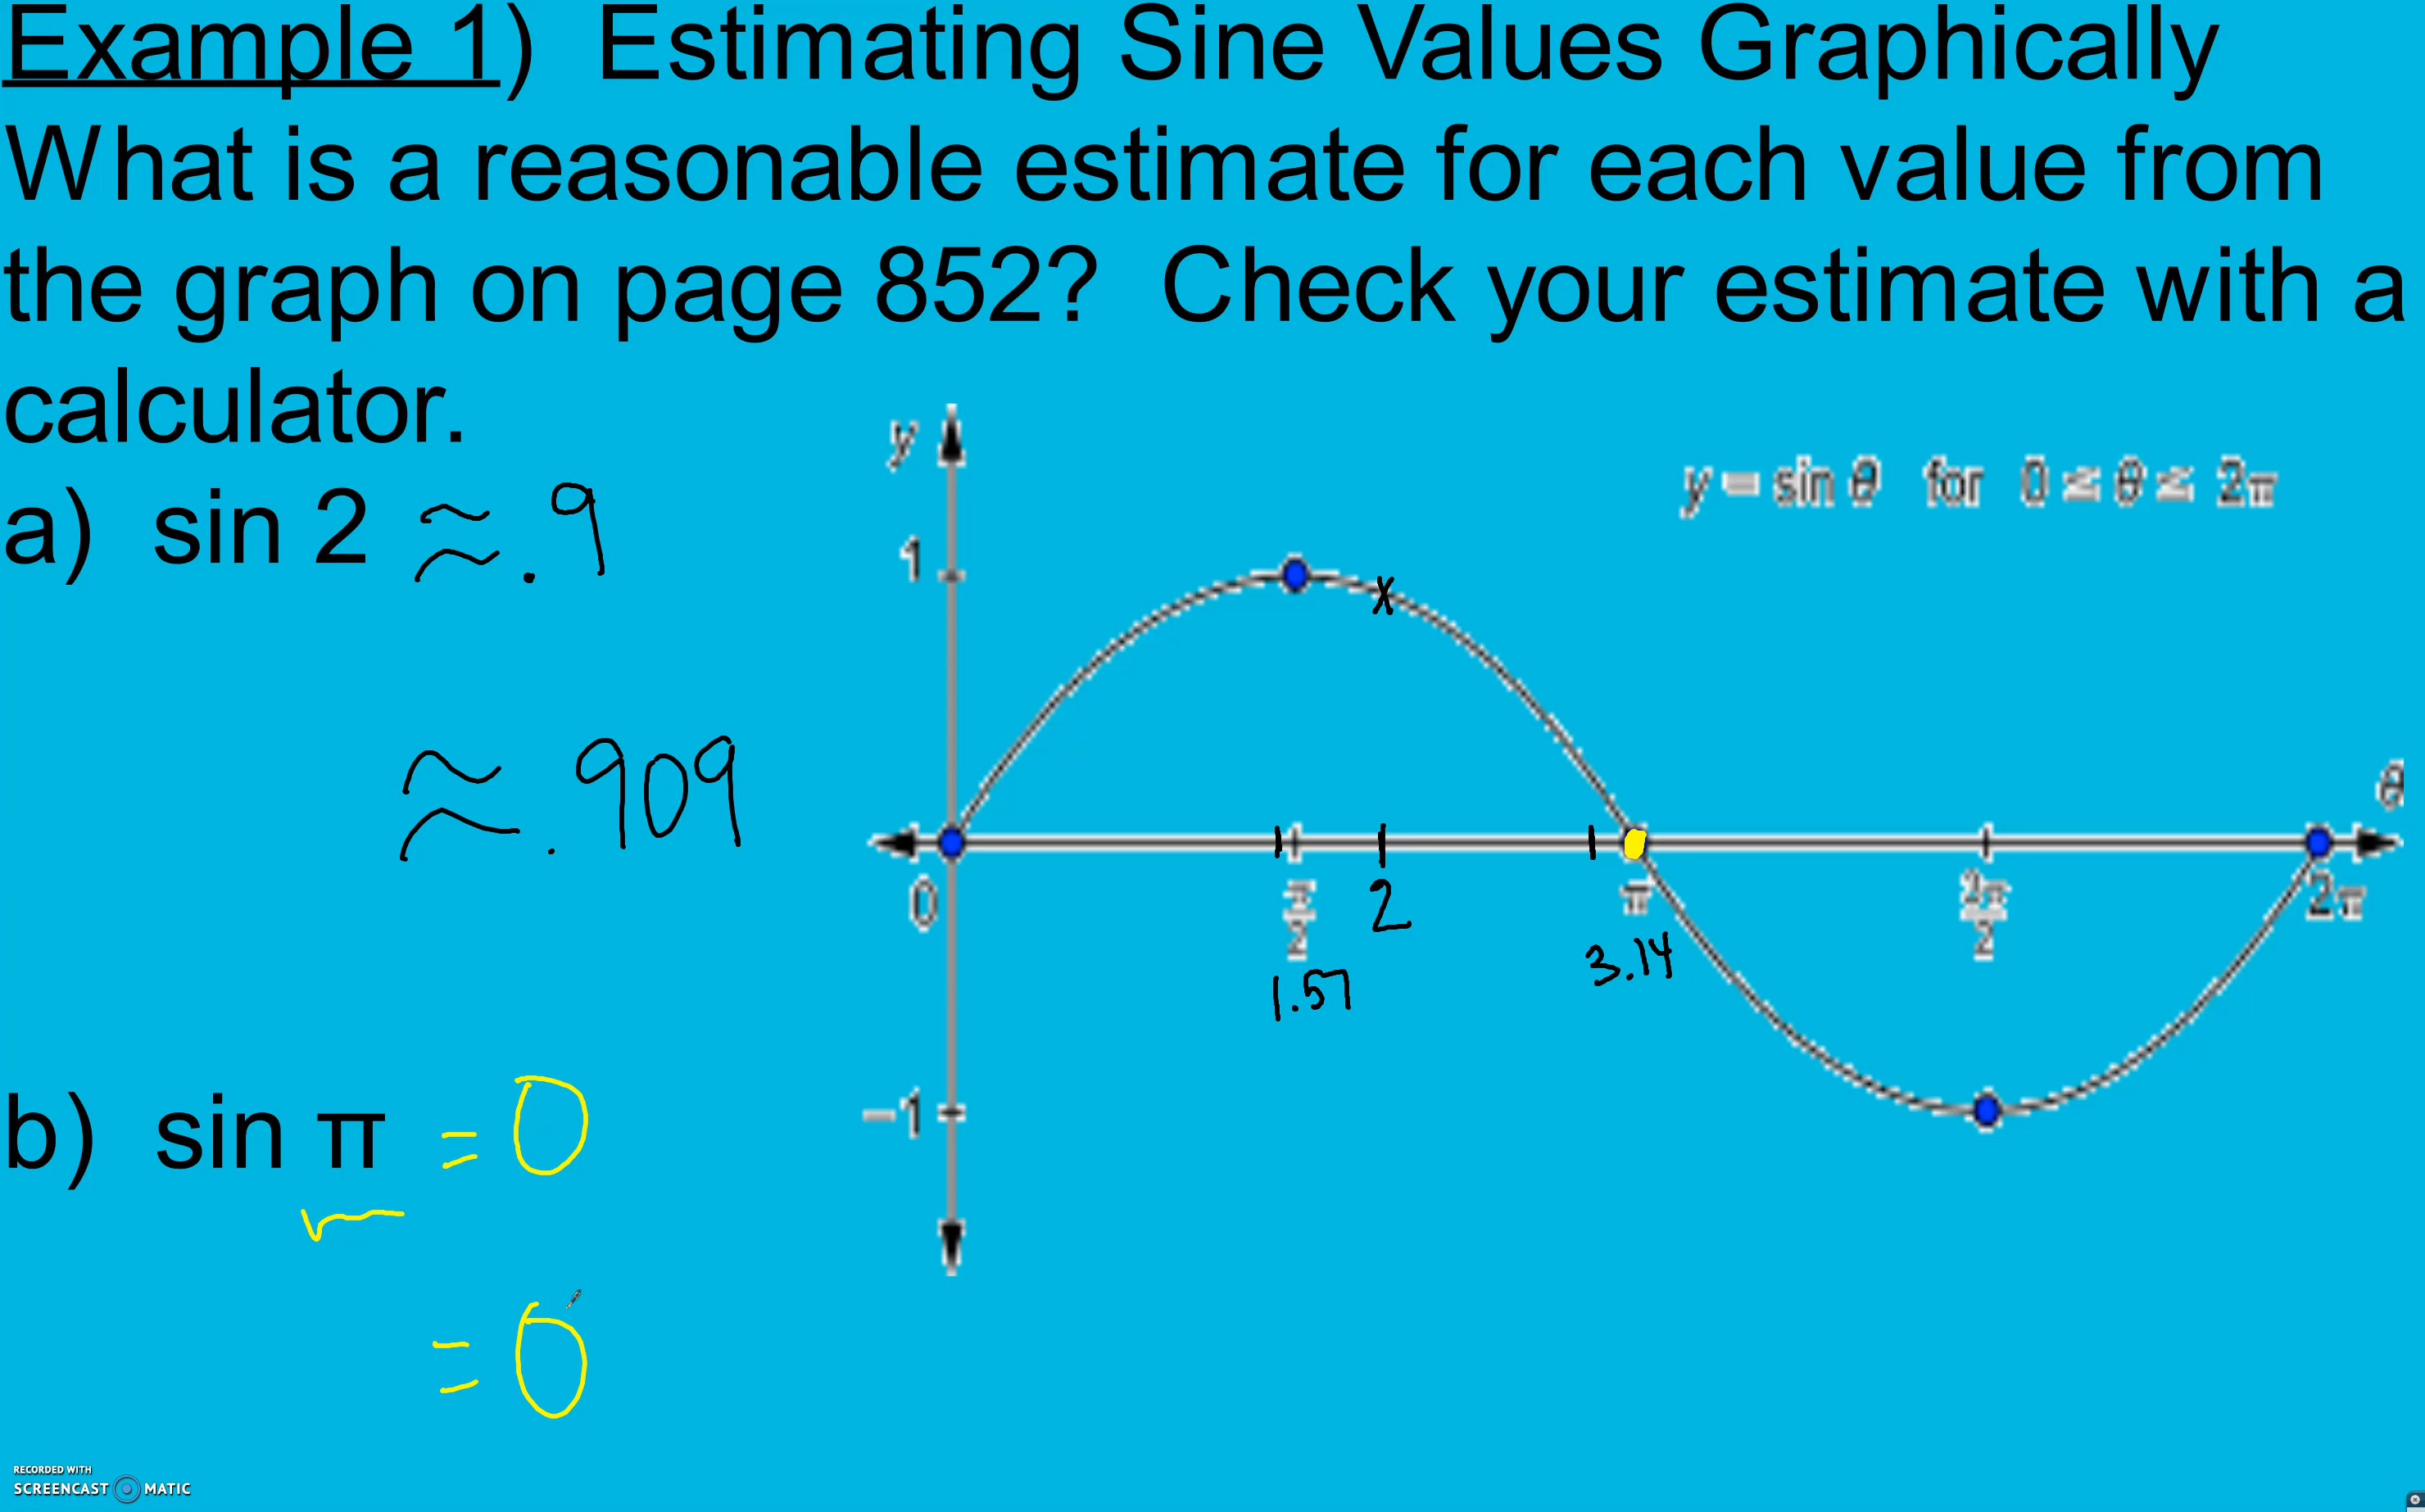 Example 1) Estimating Sine Values Graphically
What is a reasonable estimate for each value from
the graph on page 852? Check your estimate with a
calculator.
a) sin 2 ≈ .9
≈ .909
b) sin π = 0
= 0
y
y = sin θ for 0 ≤ θ ≤ 2π
1
θ
0
π/2
2
π
3π/2
2π
1.57
3.14
−1
RECORDED WITH
SCREENCAST MATIC